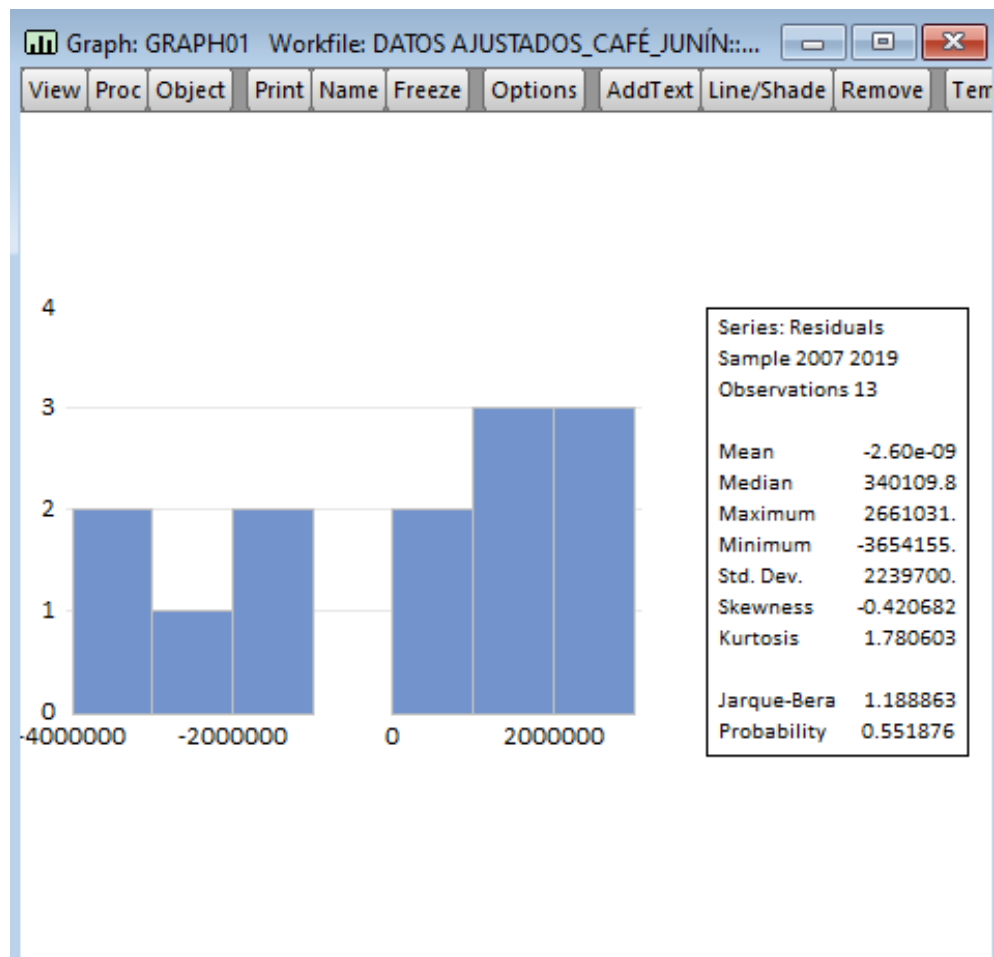 Graph: GRAPH01 Workfile: DATOS AJUSTADOS_CAFÉ_JUNÍN::...
View Proc Object Print Name Freeze Options AddText Line/Shade Remove Tem
4
3
2
1
0
-4000000 -2000000 0 2000000
Series: Residuals
Sample 2007 2019
Observations 13
Mean -2.60e-09
Median 340109.8
Maximum 2661031.
Minimum -3654155.
Std. Dev. 2239700.
Skewness -0.420682
Kurtosis 1.780603
Jarque-Bera 1.188863
Probability 0.551876